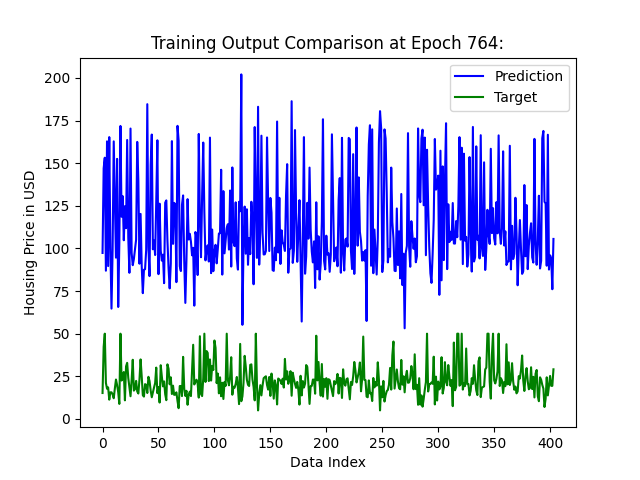 Training Output Comparison at Epoch 764:
Prediction
Target
Housing Price in USD
200
175
150
125
100
75
50
25
0
0 50 100 150 200 250 300 350 400
Data Index